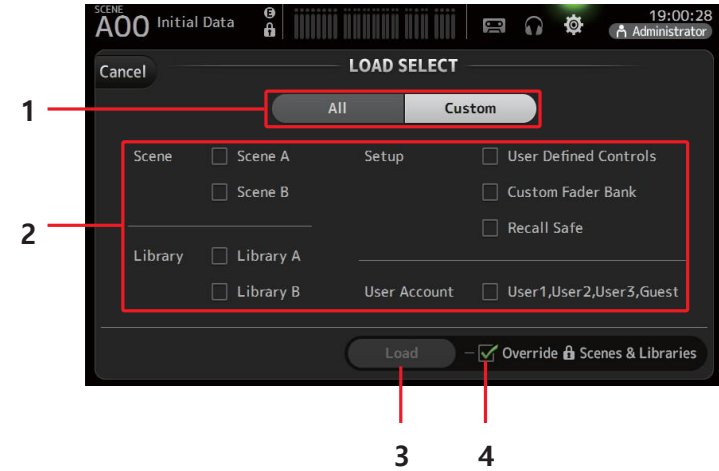 SCENE
A00 Initial Data E 19:00:28
Administrator
Cancel LOAD SELECT
1 All Custom
Scene Scene A Setup User Defined Controls
Scene B Custom Fader Bank
2 Recall Safe
Library Library A
Library B User Account User1,User2,User3,Guest
Load Override Scenes & Libraries
3 4